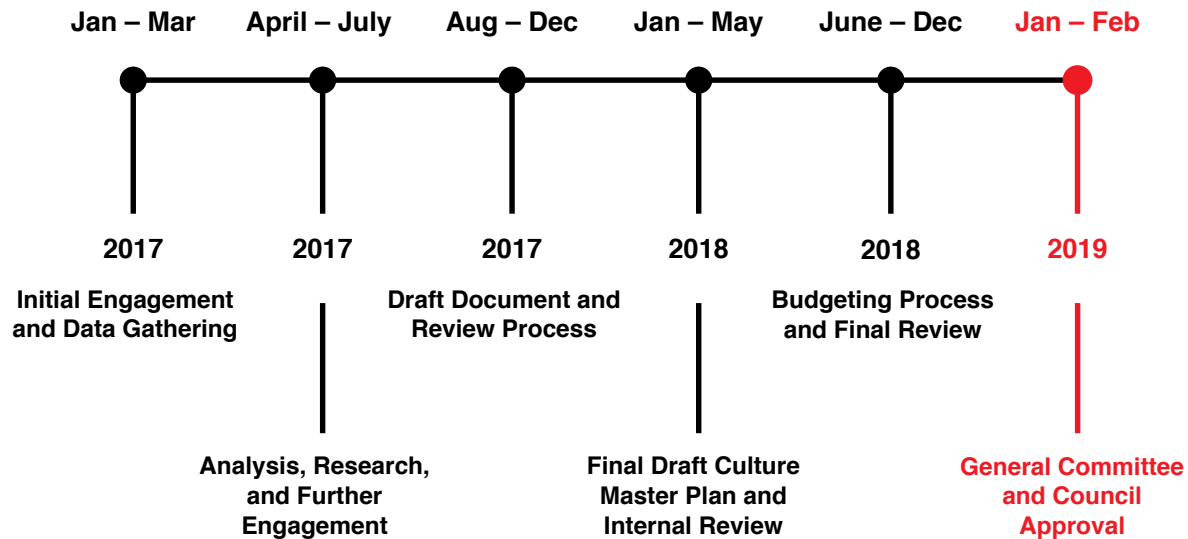 Jan – Mar
April – July
Aug – Dec
Jan – May
June – Dec
Jan – Feb
2017
2017
2017
2018
2018
2019
Initial Engagement
and Data Gathering
Draft Document and
Review Process
Budgeting Process
and Final Review
Analysis, Research,
and Further
Engagement
Final Draft Culture
Master Plan and
Internal Review
General Committee
and Council
Approval